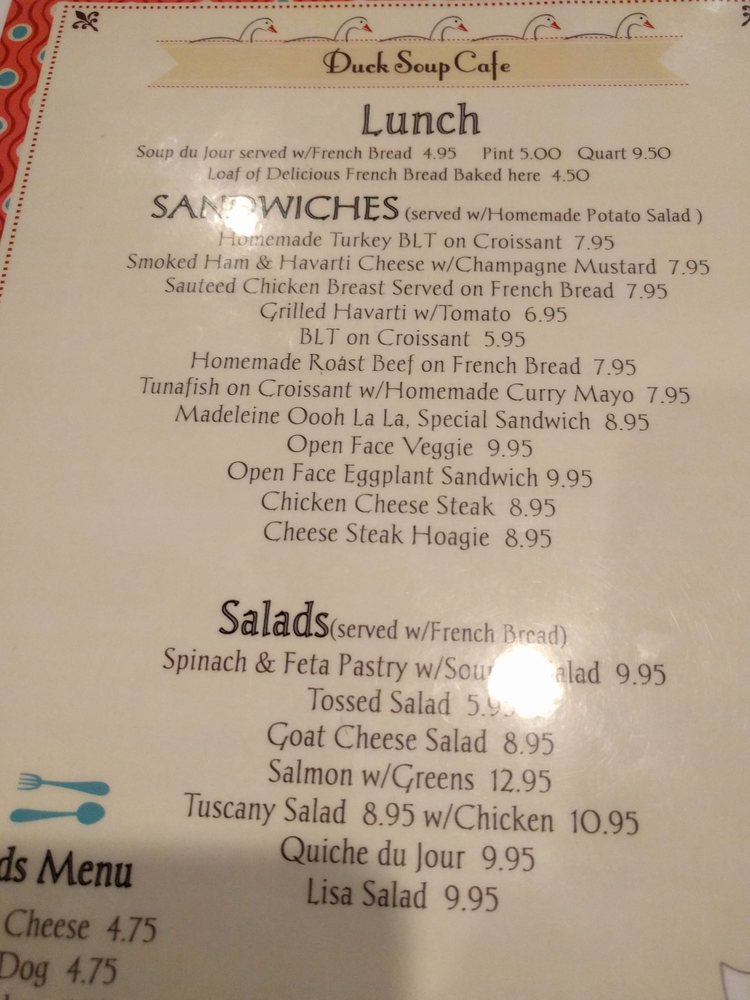 Duck Soup Cafe
Lunch
Soup du Jour served w/French Bread 4.95 Pint 5.00 Quart 9.50
Loaf of Delicious French Bread Baked here 4.50
SANDWICHES (served w/Homemade Potato Salad )
Homemade Turkey BLT on Croissant 7.95
Smoked Ham & Havarti Cheese w/Champagne Mustard 7.95
Sauteed Chicken Breast Served on French Bread 7.95
Grilled Havarti w/Tomato 6.95
BLT on Croissant 5.95
Homemade Roast Beef on French Bread 7.95
Tunafish on Croissant w/Homemade Curry Mayo 7.95
Madeleine Oooh La La, Special Sandwich 8.95
Open Face Veggie 9.95
Open Face Eggplant Sandwich 9.95
Chicken Cheese Steak 8.95
Cheese Steak Hoagie 8.95
Salads(served w/French Bread)
Spinach & Feta Pastry 9.95
Tossed Salad
Goat Cheese Salad 8.95
Salmon w/Greens 12.95
Tuscany Salad 8.95 w/Chicken 10.95
Quiche du Jour 9.95
Lisa Salad 9.95
Menu
Cheese 4.75
Dog 4.75